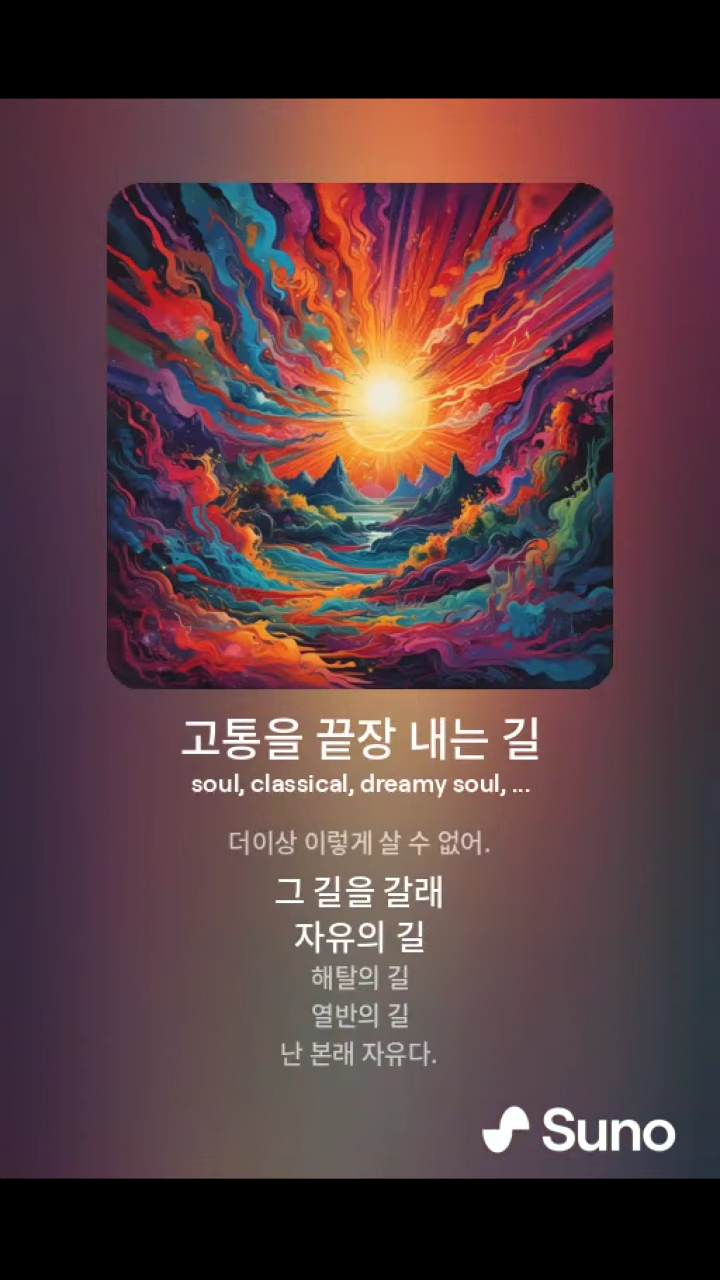 고통을 끝장 내는 길
soul, classical, dreamy soul, ...
더이상 이렇게 살 수 없어.
그 길을 갈래
자유의 길
해탈의 길
열반의 길
난 본래 자유다.
Suno